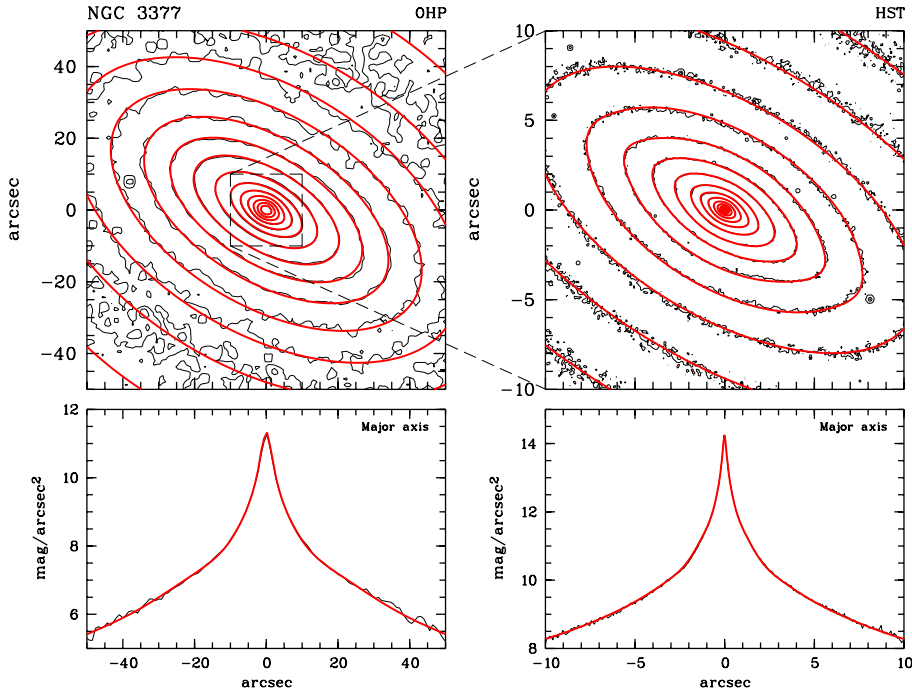 NGC 3377 OHP
40
20
0
−20
−40
arcsec
HST
10
5
0
−5
−10
arcsec
Major axis
12
10
8
6
mag/arcsec²
−40 −20 0 20 40
arcsec
Major axis
14
12
10
8
mag/arcsec²
−10 −5 0 5 10
arcsec